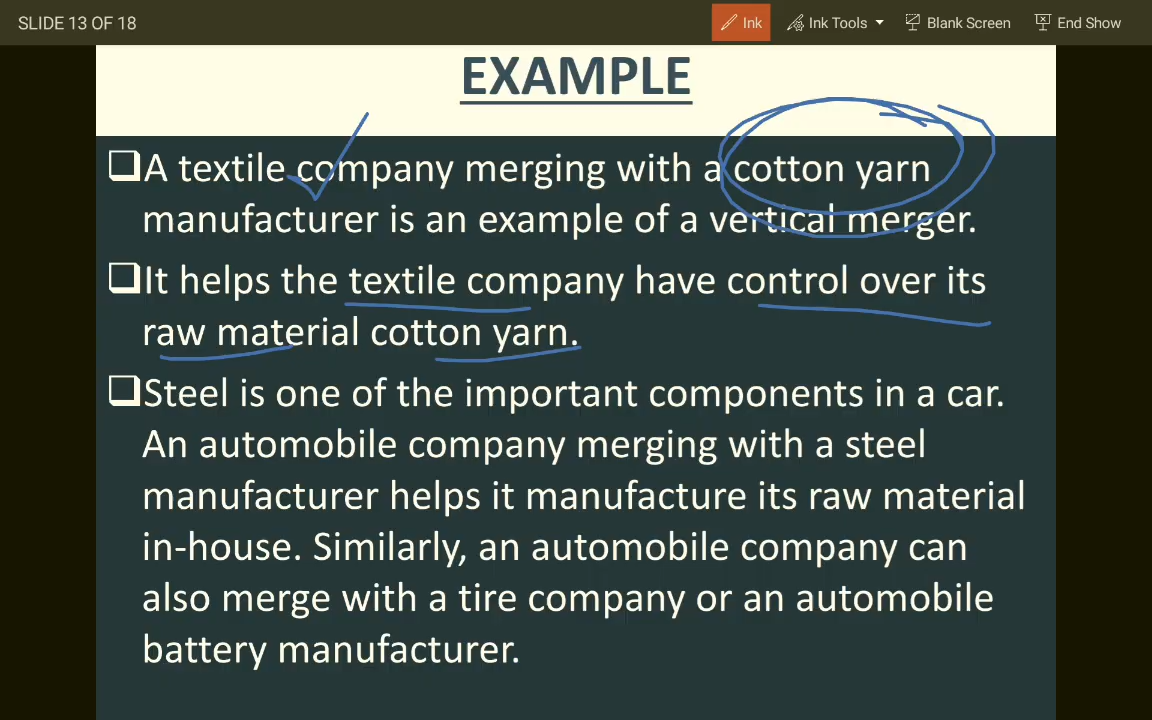 SLIDE 13 OF 18
Ink
Ink Tools
Blank Screen
End Show
EXAMPLE
A textile company merging with a cotton yarn
manufacturer is an example of a vertical merger.
It helps the textile company have control over its
raw material cotton yarn.
Steel is one of the important components in a car.
An automobile company merging with a steel
manufacturer helps it manufacture its raw material
in-house. Similarly, an automobile company can
also merge with a tire company or an automobile
battery manufacturer.